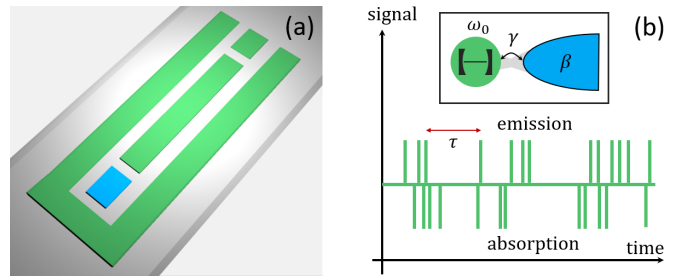 (a)
signal
(b)
ω₀
γ
β
emission
τ
absorption
time